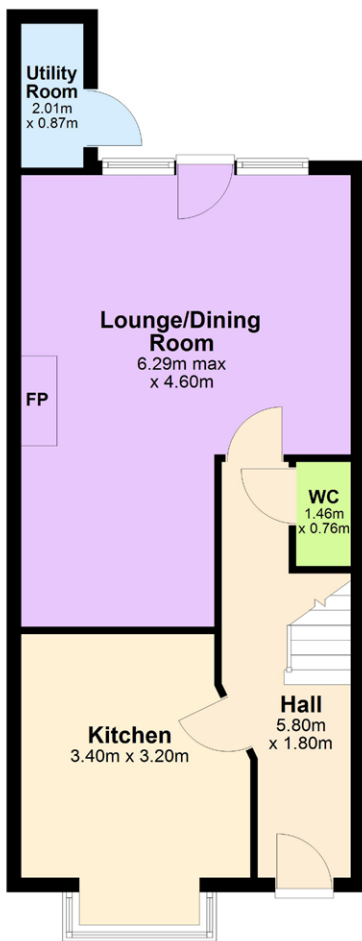 Utility
Room
2.01m
x 0.87m
Lounge/Dining
Room
6.29m max
x 4.60m
FP
WC
1.46m
x 0.76m
Hall
5.80m
x 1.80m
Kitchen
3.40m x 3.20m